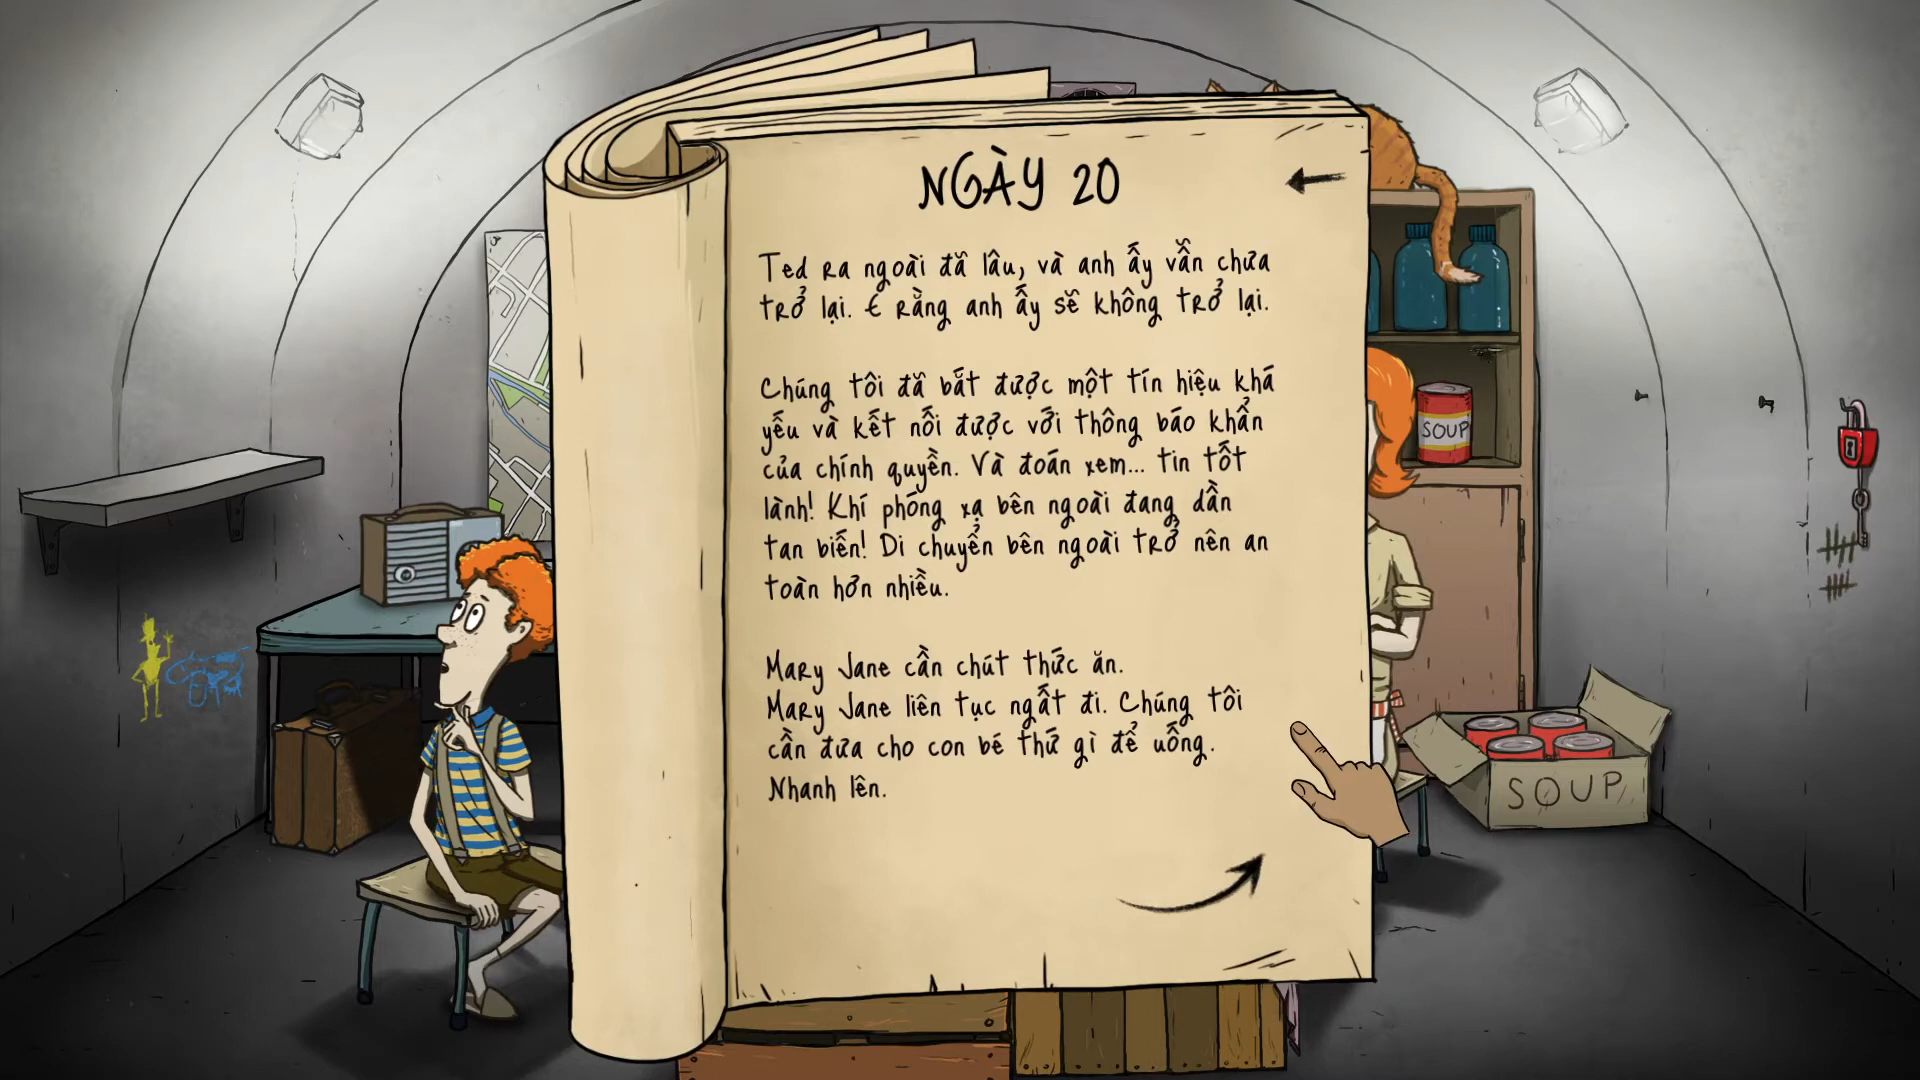 NGÀY 20
Ted ra ngoài đã lâu, và anh ấy vẫn chưa
trở lại. E rằng anh ấy sẽ không trở lại.
Chúng tôi đã bắt được một tín hiệu khá
yếu và kết nối được với thông báo khẩn
của chính quyền. Và đoán xem... tin tốt
lành! Khí phóng xạ bên ngoài đang dần
tan biến! Di chuyển bên ngoài trở nên an
toàn hơn nhiều.
Mary Jane cần chút thức ăn.
Mary Jane liên tục ngất đi. Chúng tôi
cần đưa cho con bé thứ gì để uống.
Nhanh lên.
SOUP
SOUP